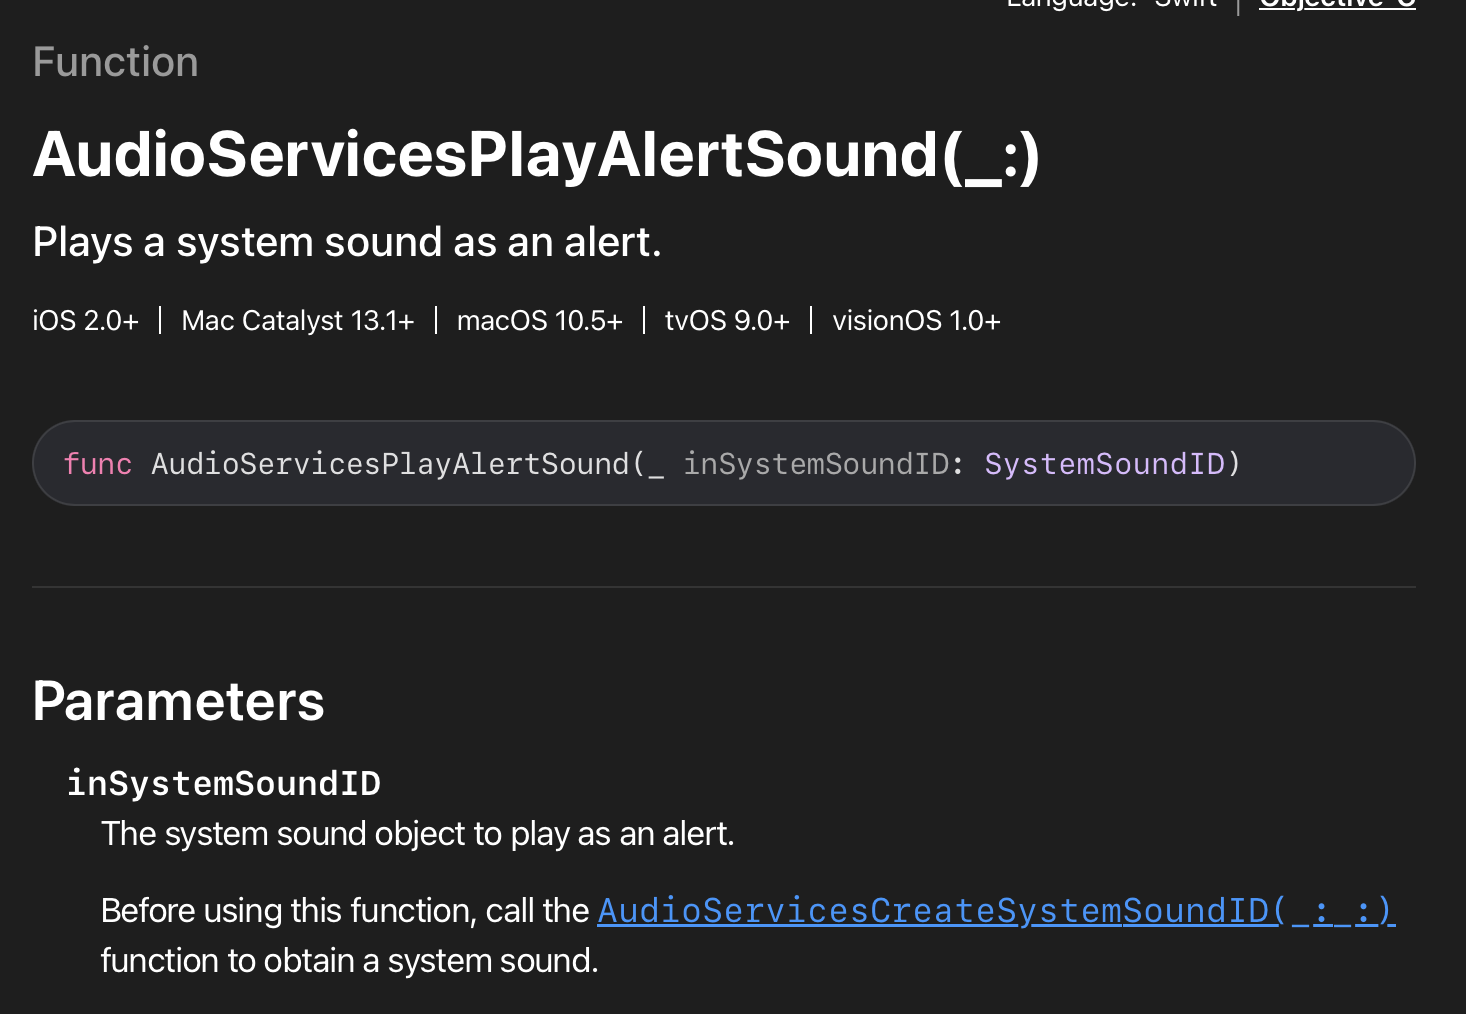 Language: Swift | Objective-C
Function
AudioServicesPlayAlertSound(_:)
Plays a system sound as an alert.
iOS 2.0+ | Mac Catalyst 13.1+ | macOS 10.5+ | tvOS 9.0+ | visionOS 1.0+
func AudioServicesPlayAlertSound(_ inSystemSoundID: SystemSoundID)
Parameters
inSystemSoundID
The system sound object to play as an alert.
Before using this function, call the AudioServicesCreateSystemSoundID(_:_:)
function to obtain a system sound.